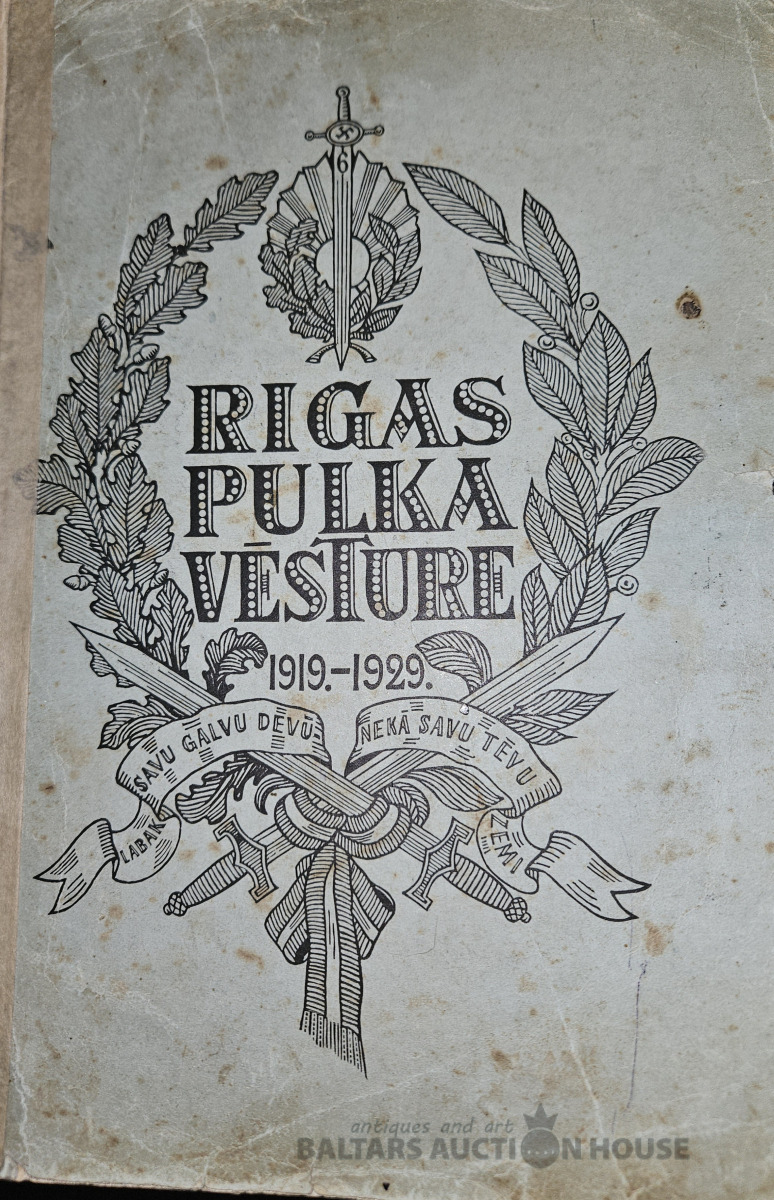 6
RIGAS
PULKA
VĒSTURE
1919.-1929.
LABAK SAVU GALVU DEVU NEKĀ SAVU TĒVU ZEMI
antiques and art
BALTARS AUCTION HOUSE